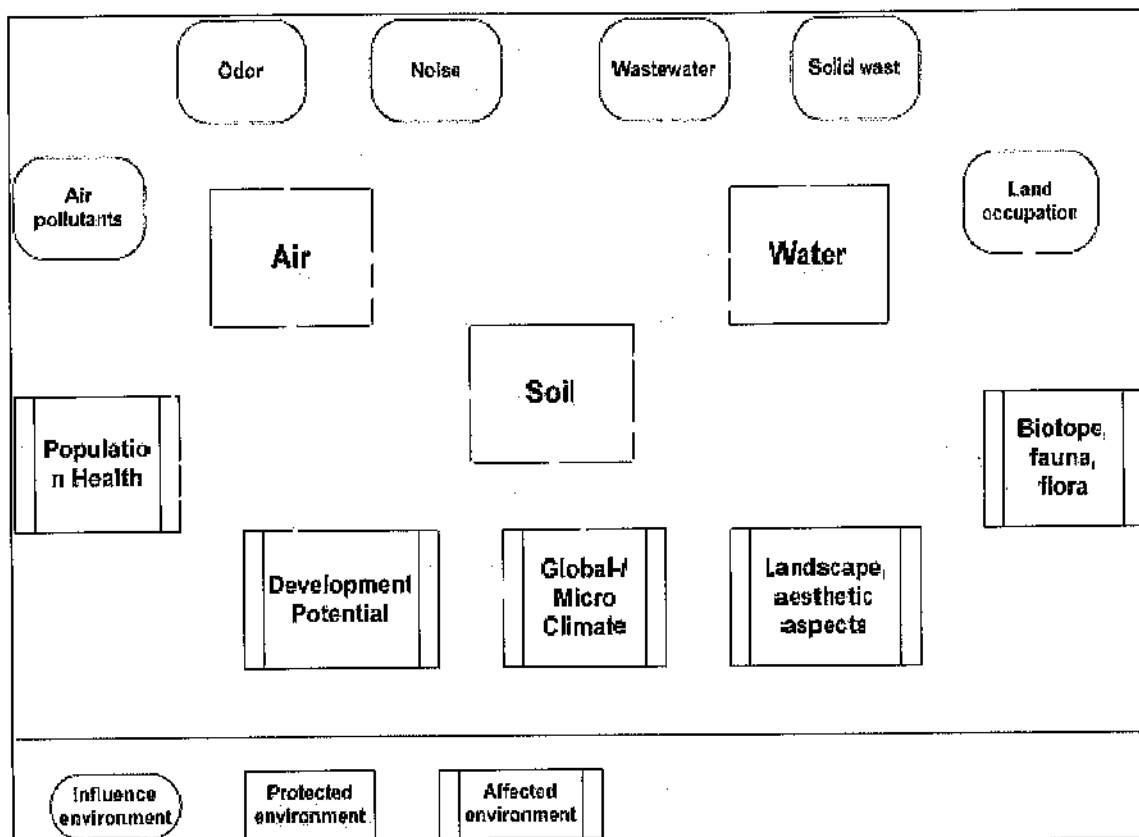 Odor
Noise
Wastewater
Solid wast
Air
pollutants
Land
occupation
Air
Water
Soil
Populatio
n Health
Biotope,
fauna,
flora
Development
Potential
Global-/
Micro
Climate
Landscape,
aesthetic
aspects
Influence
environment
Protected
environment
Affected
environment